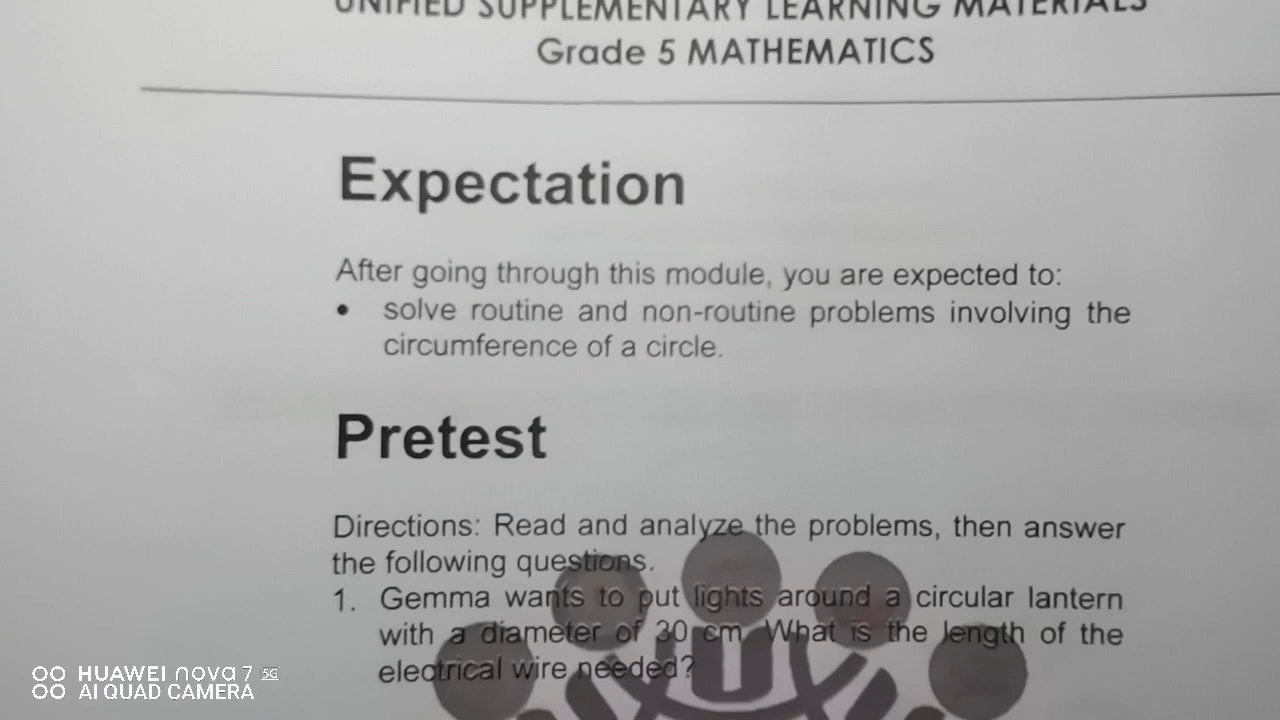 UNIFIED SUPPLEMENTARY LEARNING MATERIALS
Grade 5 MATHEMATICS
Expectation
After going through this module, you are expected to:
• solve routine and non-routine problems involving the
circumference of a circle.
Pretest
Directions: Read and analyze the problems, then answer
the following questions.
1. Gemma wants to put lights around a circular lantern
with a diameter of 30 cm. What is the length of the
electrical wire needed?
HUAWEI nova 7 5G
AI QUAD CAMERA